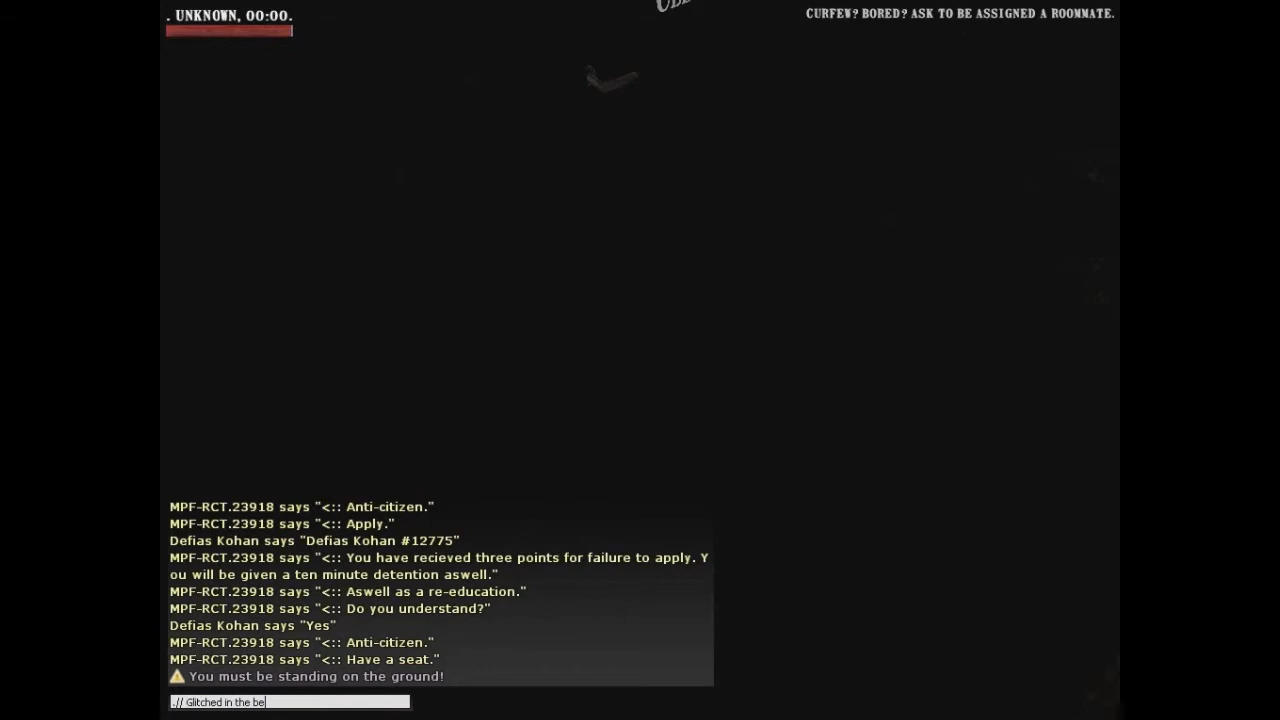 . UNKNOWN, 00:00.
CURFEW? BORED? ASK TO BE ASSIGNED A ROOMMATE.
MPF-RCT.23918 says "<:: Anti-citizen."
MPF-RCT.23918 says "<:: Apply."
Defias Kohan says "Defias Kohan #12775"
MPF-RCT.23918 says "<:: You have recieved three points for failure to apply. Y
ou will be given a ten minute detention aswell."
MPF-RCT.23918 says "<:: Aswell as a re-education."
MPF-RCT.23918 says "<:: Do you understand?"
Defias Kohan says "Yes"
MPF-RCT.23918 says "<:: Anti-citizen."
MPF-RCT.23918 says "<:: Have a seat."
You must be standing on the ground!
.// Glitched in the be